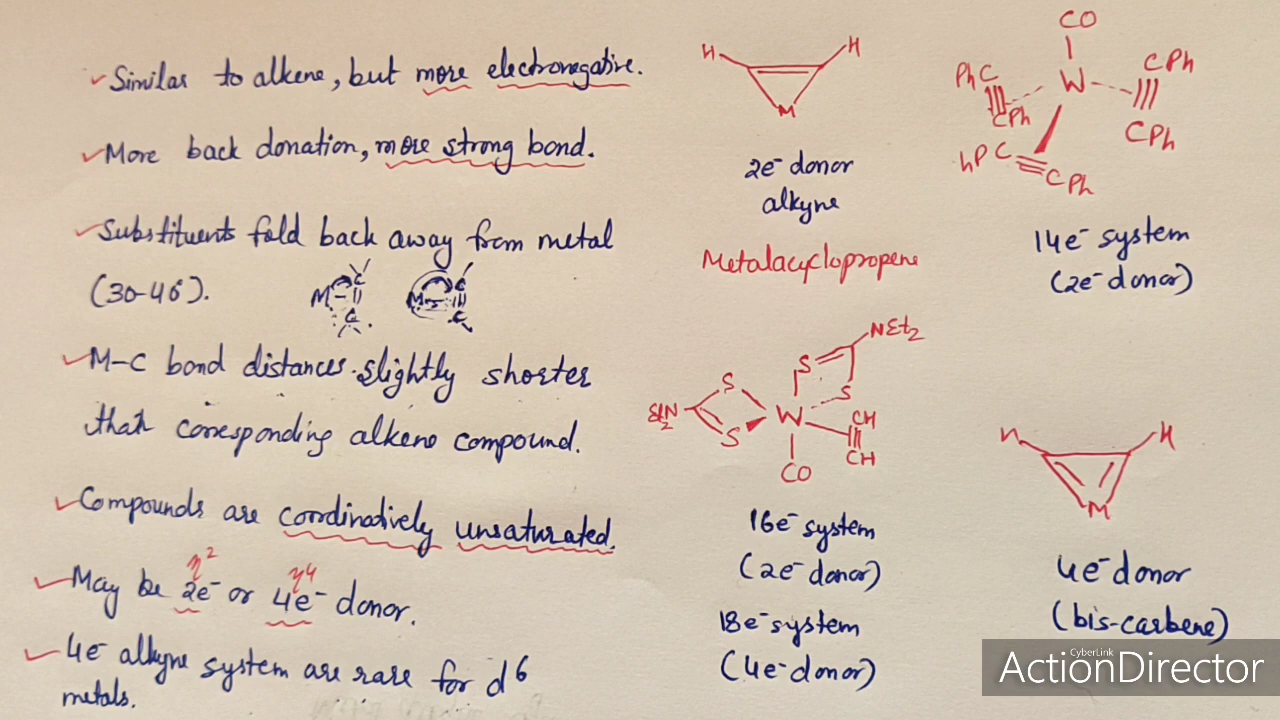 Similar to alkene, but more electronegative.
More back donation, more strong bond.
Substituents fold back away from metal
(30-46°).
M C C
M C C
M-C bond distances slightly shorter
than corresponding alkene compound.
Compounds are coordinatively unsaturated.
η2 η4
May be 2e- or 4e- donor.
4e- alkyne system are rare for d6
metals.
H H
M
2e- donor
alkyne
Metalacyclopropene
CO
PhC W CPh
CPh CPh
hPC CPh
14e- system
(2e- donor)
NEt2
S
S S
Et2N W CH
S CH
CO
16e- system
(2e- donor)
18e- system
(4e- donor)
H H
M
4e- donor
(bis-carbene)
CyberLink
ActionDirector